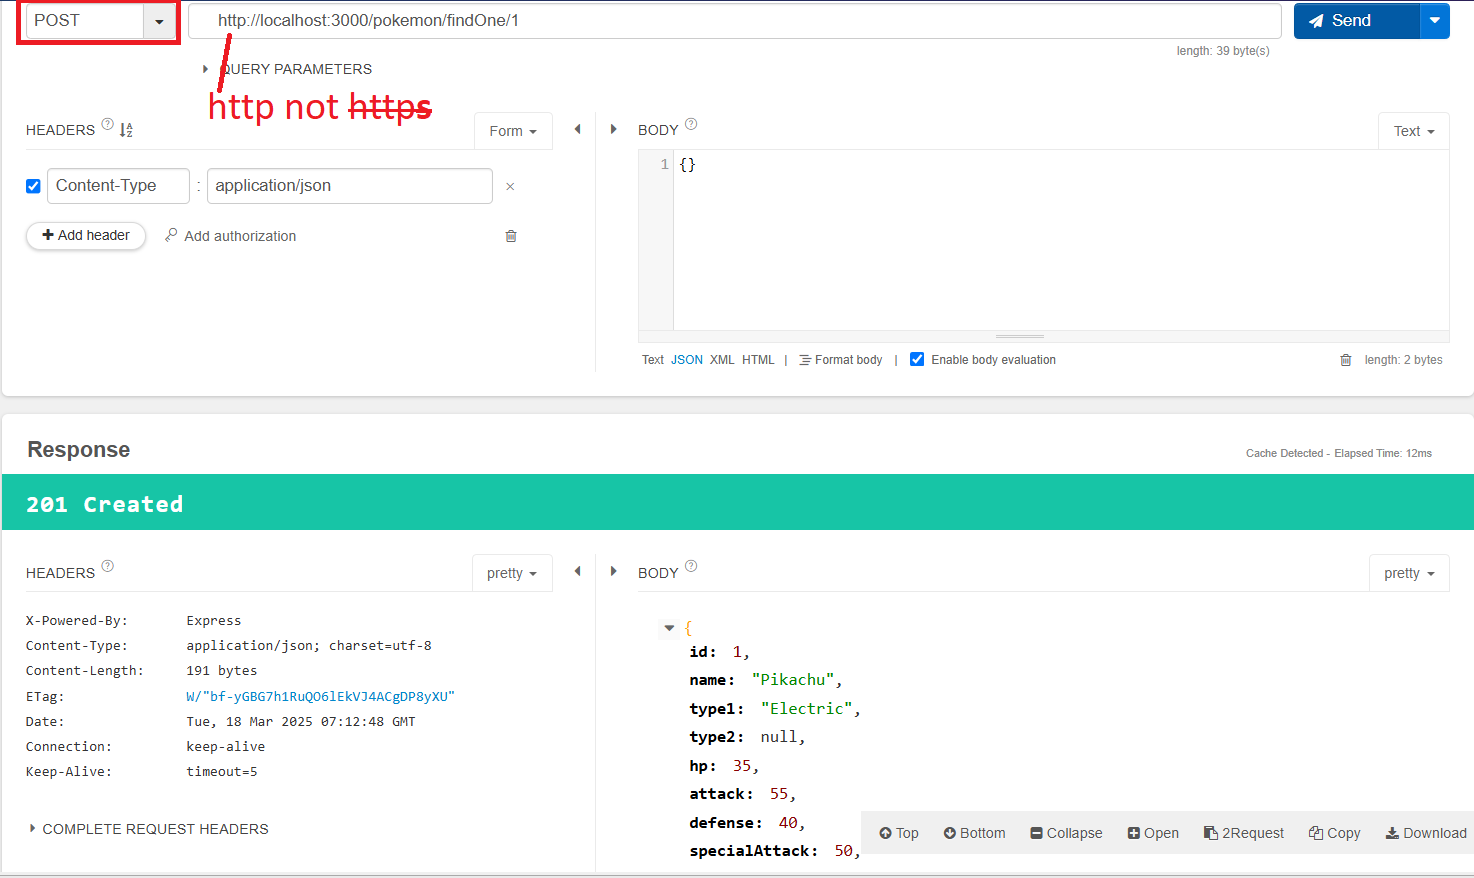 POST
http://localhost:3000/pokemon/findOne/1
Send
length: 39 byte(s)
QUERY PARAMETERS
http not https
HEADERS ? A Z
Form
BODY ?
Text
Content-Type : application/json ×
1 {}
+ Add header
Add authorization
Text JSON XML HTML | Format body | Enable body evaluation
length: 2 bytes
Response
Cache Detected - Elapsed Time: 12ms
201 Created
HEADERS ?
pretty
BODY ?
pretty
X-Powered-By: Express
Content-Type: application/json; charset=utf-8
Content-Length: 191 bytes
ETag: W/"bf-yGBG7h1RuQO6lEkVJ4ACgDP8yXU"
Date: Tue, 18 Mar 2025 07:12:48 GMT
Connection: keep-alive
Keep-Alive: timeout=5
COMPLETE REQUEST HEADERS
{
id: 1,
name: "Pikachu",
type1: "Electric",
type2: null,
hp: 35,
attack: 55,
defense: 40,
specialAttack: 50,
Top Bottom Collapse Open 2Request Copy Download